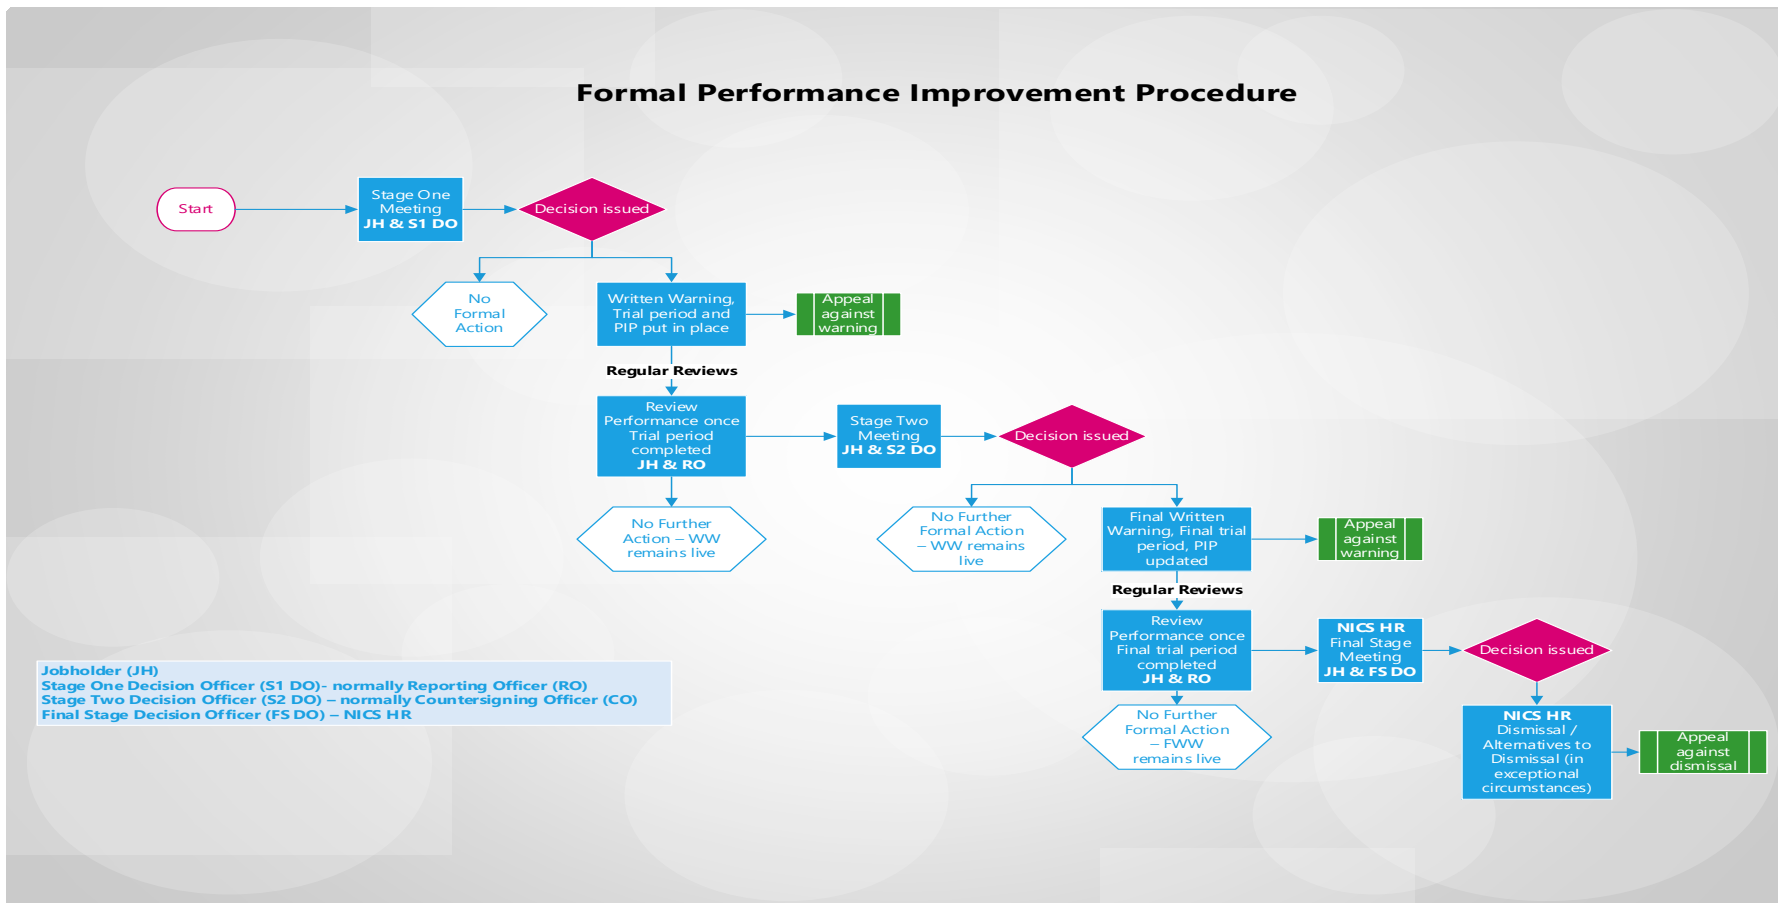 Formal Performance Improvement Procedure
Start
Stage One
Meeting
JH & S1 DO
Decision issued
No
Formal
Action
Written Warning,
Trial period and
PIP put in place
Appeal
against
warning
Regular Reviews
Review
Performance once
Trial period
completed
JH & RO
Stage Two
Meeting
JH & S2 DO
Decision issued
No Further
Action – WW
remains live
No Further
Formal Action
– WW remains
live
Final Written
Warning, Final trial
period, PIP
updated
Appeal
against
warning
Regular Reviews
Review
Performance once
Final trial period
completed
JH & RO
NICS HR
Final Stage
Meeting
JH & FS DO
Decision issued
No Further
Formal Action
– FWW
remains live
NICS HR
Dismissal /
Alternatives to
Dismissal (in
exceptional
circumstances)
Appeal
against
dismissal
Jobholder (JH)
Stage One Decision Officer (S1 DO)- normally Reporting Officer (RO)
Stage Two Decision Officer (S2 DO) – normally Countersigning Officer (CO)
Final Stage Decision Officer (FS DO) – NICS HR